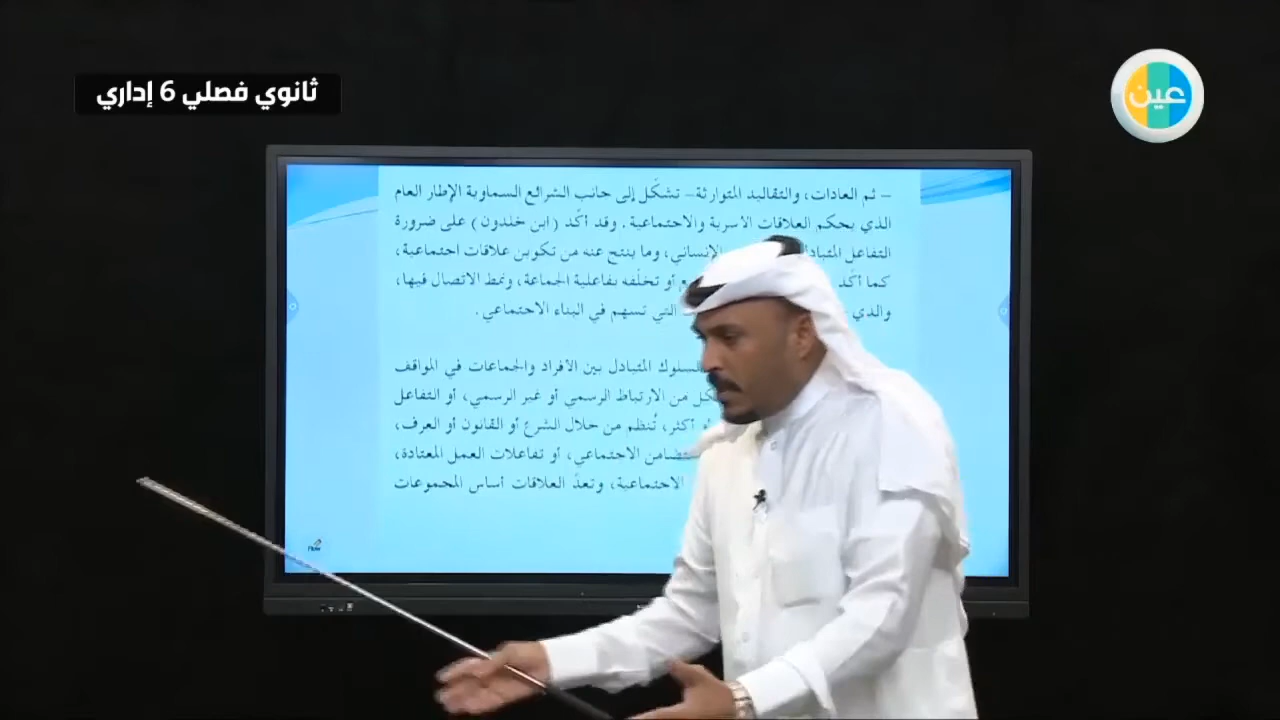 ثانوي فصلي 6 إداري
عين
– ثم العادات، والتقاليد المتوارثة – تشكّل إلى جانب الشرائع السماوية الإطار العام
الذي يحكم العلاقات الأسرية والاجتماعية. وقد أكّد (ابن خلدون) على ضرورة
التفاعل المتبادل الإنساني، وما ينتج عنه من تكوين علاقات اجتماعية،
كما أكّد أو تخلّفه بفاعلية الجماعة، ونمط الاتصال فيها،
والذي التي تسهم في البناء الاجتماعي.
السلوك المتبادل بين الأفراد والجماعات في المواقف
من الارتباط الرسمي أو غير الرسمي، أو التفاعل
أو أكثر، تُنظم من خلال الشرع أو القانون أو العرف،
الاجتماعي، أو تفاعلات العمل المعتادة،
الاجتماعية، وتعدّ العلاقات أساس المجموعات